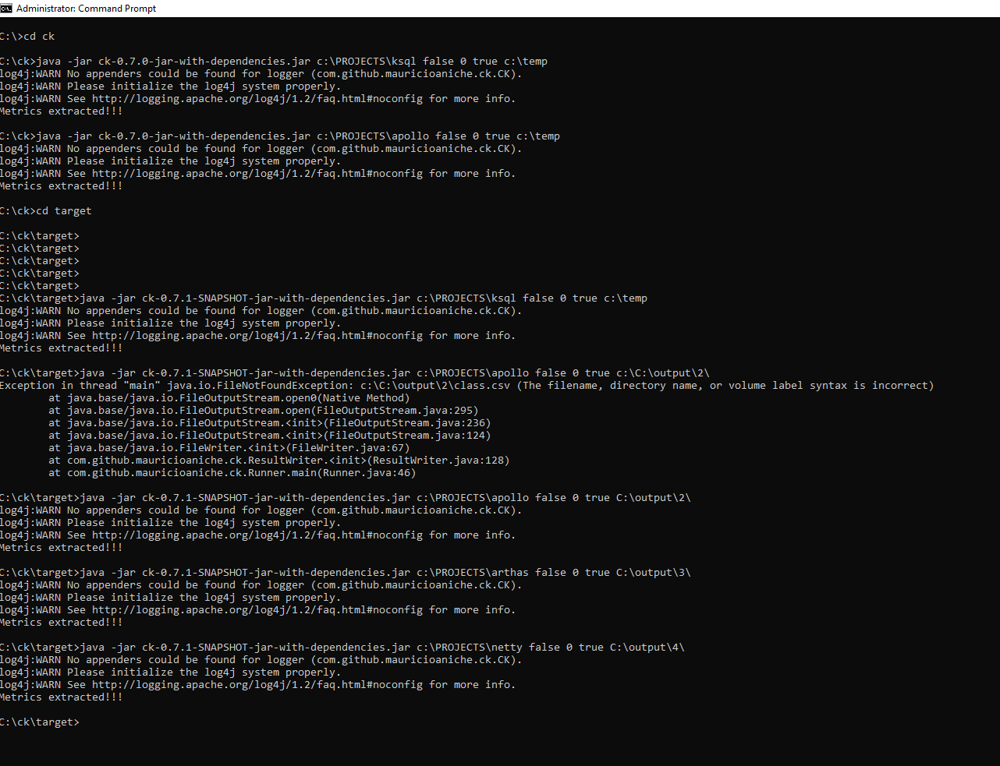 Administrator: Command Prompt
C:\>cd ck
C:\ck>java -jar ck-0.7.0-jar-with-dependencies.jar c:\PROJECTS\ksql false 0 true c:\temp
log4j:WARN No appenders could be found for logger (com.github.mauricioaniche.ck.CK).
log4j:WARN Please initialize the log4j system properly.
log4j:WARN See http://logging.apache.org/log4j/1.2/faq.html#noconfig for more info.
Metrics extracted!!!
C:\ck>java -jar ck-0.7.0-jar-with-dependencies.jar c:\PROJECTS\apollo false 0 true c:\temp
log4j:WARN No appenders could be found for logger (com.github.mauricioaniche.ck.CK).
log4j:WARN Please initialize the log4j system properly.
log4j:WARN See http://logging.apache.org/log4j/1.2/faq.html#noconfig for more info.
Metrics extracted!!!
C:\ck>cd target
C:\ck\target>
C:\ck\target>
C:\ck\target>
C:\ck\target>
C:\ck\target>
C:\ck\target>java -jar ck-0.7.1-SNAPSHOT-jar-with-dependencies.jar c:\PROJECTS\ksql false 0 true c:\temp
log4j:WARN No appenders could be found for logger (com.github.mauricioaniche.ck.CK).
log4j:WARN Please initialize the log4j system properly.
log4j:WARN See http://logging.apache.org/log4j/1.2/faq.html#noconfig for more info.
Metrics extracted!!!
C:\ck\target>java -jar ck-0.7.1-SNAPSHOT-jar-with-dependencies.jar c:\PROJECTS\apollo false 0 true c:\C:\output\2\
Exception in thread "main" java.io.FileNotFoundException: c:\C:\output\2\class.csv (The filename, directory name, or volume label syntax is incorrect)
at java.base/java.io.FileOutputStream.open0(Native Method)
at java.base/java.io.FileOutputStream.open(FileOutputStream.java:295)
at java.base/java.io.FileOutputStream.<init>(FileOutputStream.java:236)
at java.base/java.io.FileOutputStream.<init>(FileOutputStream.java:124)
at java.base/java.io.FileWriter.<init>(FileWriter.java:67)
at com.github.mauricioaniche.ck.ResultWriter.<init>(ResultWriter.java:128)
at com.github.mauricioaniche.ck.Runner.main(Runner.java:46)
C:\ck\target>java -jar ck-0.7.1-SNAPSHOT-jar-with-dependencies.jar c:\PROJECTS\apollo false 0 true C:\output\2\
log4j:WARN No appenders could be found for logger (com.github.mauricioaniche.ck.CK).
log4j:WARN Please initialize the log4j system properly.
log4j:WARN See http://logging.apache.org/log4j/1.2/faq.html#noconfig for more info.
Metrics extracted!!!
C:\ck\target>java -jar ck-0.7.1-SNAPSHOT-jar-with-dependencies.jar c:\PROJECTS\arthas false 0 true C:\output\3\
log4j:WARN No appenders could be found for logger (com.github.mauricioaniche.ck.CK).
log4j:WARN Please initialize the log4j system properly.
log4j:WARN See http://logging.apache.org/log4j/1.2/faq.html#noconfig for more info.
Metrics extracted!!!
C:\ck\target>java -jar ck-0.7.1-SNAPSHOT-jar-with-dependencies.jar c:\PROJECTS\netty false 0 true C:\output\4\
log4j:WARN No appenders could be found for logger (com.github.mauricioaniche.ck.CK).
log4j:WARN Please initialize the log4j system properly.
log4j:WARN See http://logging.apache.org/log4j/1.2/faq.html#noconfig for more info.
Metrics extracted!!!
C:\ck\target>